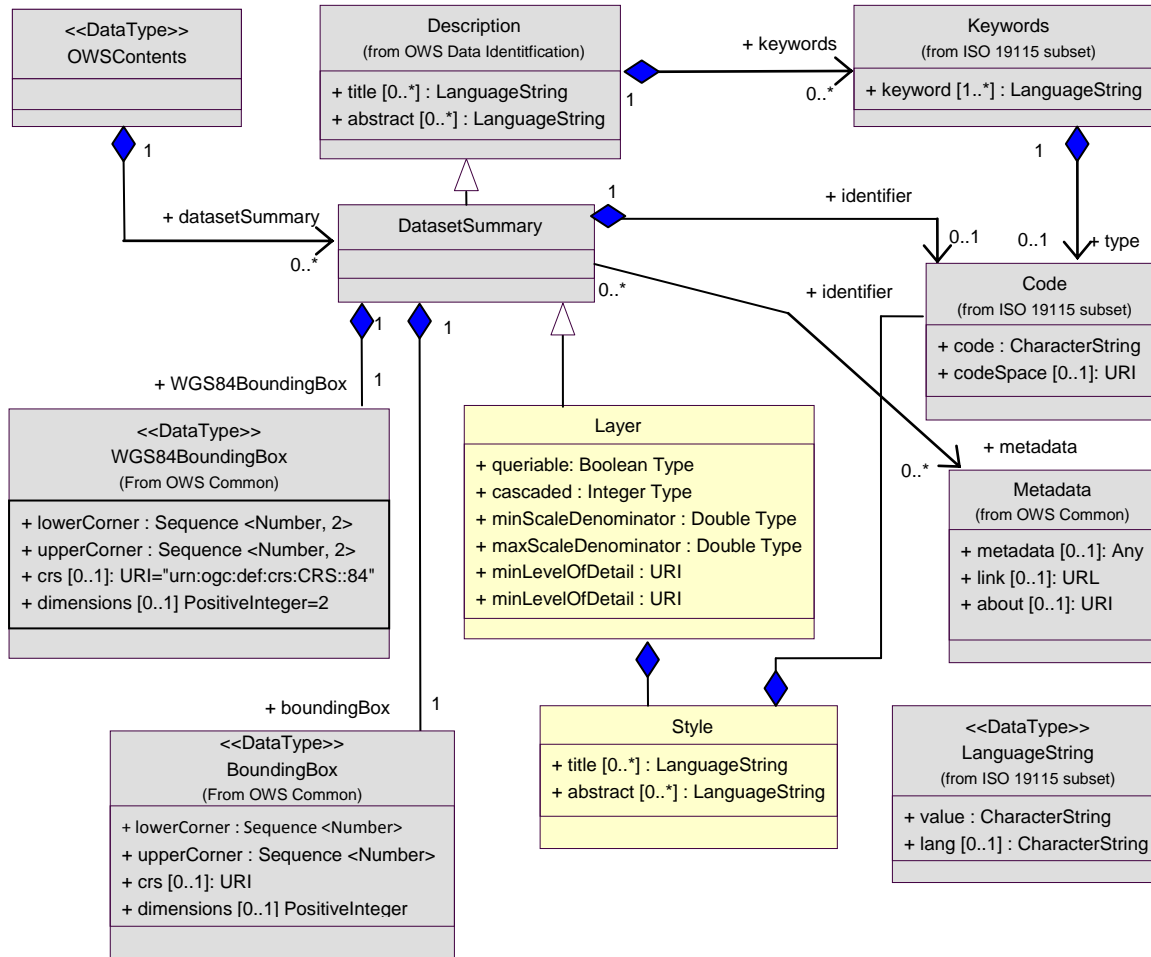 <<DataType>>
OWSContents
1
+ datasetSummary
0..*
Description
(from OWS Data Identitfication)
+ title [0..*] : LanguageString
+ abstract [0..*] : LanguageString
1
+ keywords
0..*
Keywords
(from ISO 19115 subset)
+ keyword [1..*] : LanguageString
1
0..1
+ type
DatasetSummary
1
+ identifier
0..1
0..*
1
1
+ identifier
Code
(from ISO 19115 subset)
+ code : CharacterString
+ codeSpace [0..1]: URI
+ WGS84BoundingBox
1
<<DataType>>
WGS84BoundingBox
(From OWS Common)
+ lowerCorner : Sequence <Number, 2>
+ upperCorner : Sequence <Number, 2>
+ crs [0..1]: URI="urn:ogc:def:crs:CRS::84"
+ dimensions [0..1] PositiveInteger=2
Layer
+ queriable: Boolean Type
+ cascaded : Integer Type
+ minScaleDenominator : Double Type
+ maxScaleDenominator : Double Type
+ minLevelOfDetail : URI
+ minLevelOfDetail : URI
+ metadata
0..*
Metadata
(from OWS Common)
+ metadata [0..1]: Any
+ link [0..1]: URL
+ about [0..1]: URI
+ boundingBox
1
<<DataType>>
BoundingBox
(From OWS Common)
+ lowerCorner : Sequence <Number>
+ upperCorner : Sequence <Number>
+ crs [0..1]: URI
+ dimensions [0..1] PositiveInteger
Style
+ title [0..*] : LanguageString
+ abstract [0..*] : LanguageString
<<DataType>>
LanguageString
(from ISO 19115 subset)
+ value : CharacterString
+ lang [0..1] : CharacterString